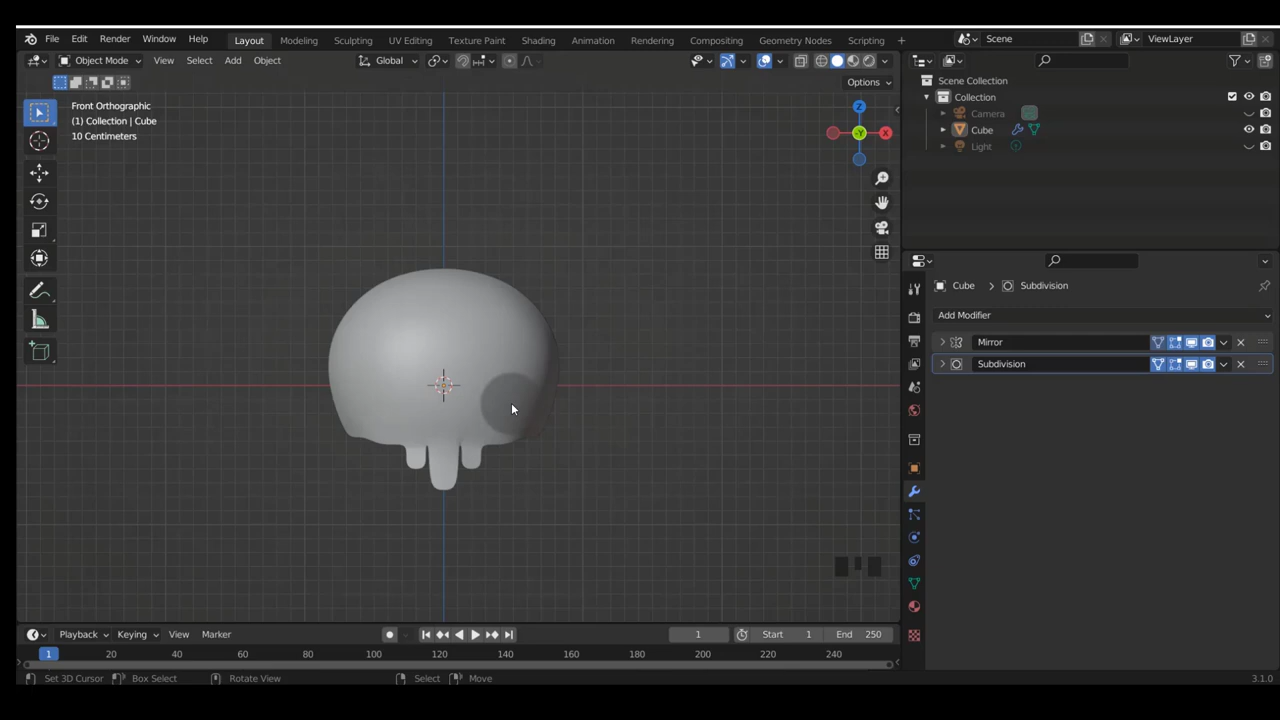 File Edit Render Window Help Layout Modeling Sculpting UV Editing Texture Paint Shading Animation Rendering Compositing Geometry Nodes Scripting + Scene ViewLayer
Object Mode View Select Add Object Global
Options
Front Orthographic
(1) Collection | Cube
10 Centimeters
Z
-Y
X
Scene Collection
Collection
Camera
Cube
Light
Cube > Subdivision
Add Modifier
Mirror
Subdivision
Playback Keying View Marker 1 Start 1 End 250
1 20 40 60 80 100 120 140 160 180 200 220 240
Set 3D Cursor Box Select Rotate View Select Move 3.1.0